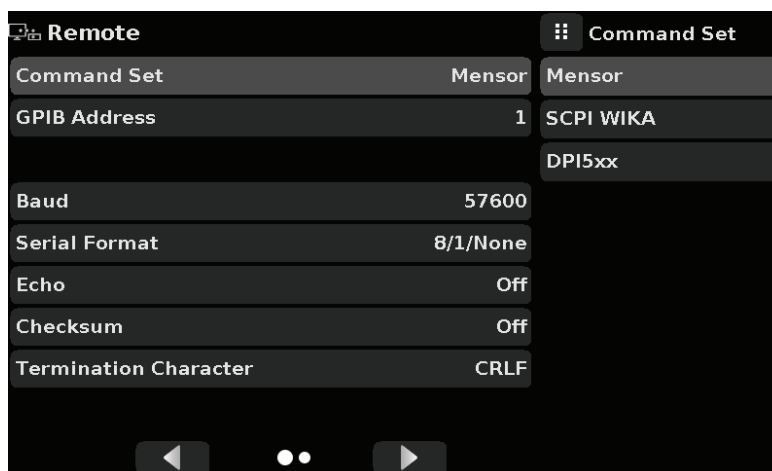 Remote
Command Set Mensor
GPIB Address 1
Baud 57600
Serial Format 8/1/None
Echo Off
Checksum Off
Termination Character CRLF
Command Set
Mensor
SCPI WIKA
DPI5xx